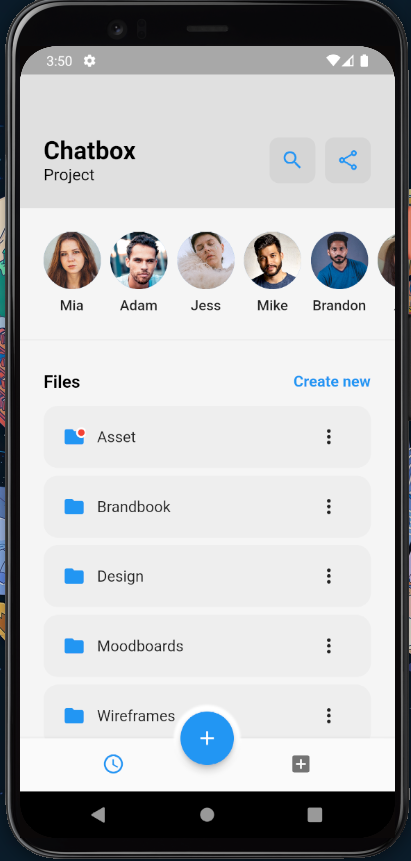 3:50
Chatbox
Project
Mia Adam Jess Mike Brandon
Files Create new
Asset
Brandbook
Design
Moodboards
Wireframes